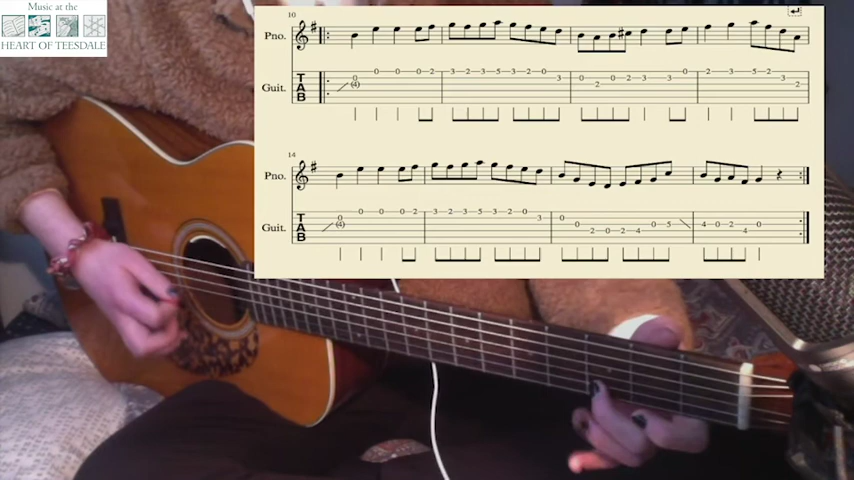 Music at the
HEART OF TEESDALE
10
Pno.
Guit.
T
A
B
0 (4) 0 0 0 2 3 2 3 5 3 2 0 3 0 2 0 2 3 3 0 2 3 5 2 3 2
14
Pno.
Guit.
T
A
B
0 (4) 0 0 0 2 3 2 3 5 3 2 0 3 0 0 2 0 2 4 0 5 4 0 2 4 0